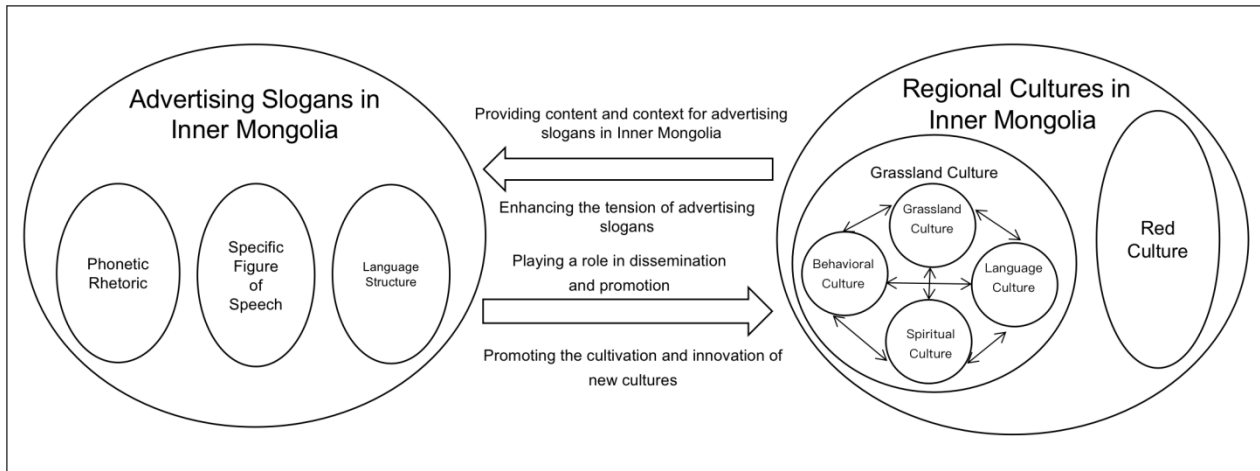 Advertising Slogans in
Inner Mongolia
Phonetic
Rhetoric
Specific
Figure
of
Speech
Language
Structure
Providing content and context for advertising
slogans in Inner Mongolia
Enhancing the tension of advertising
slogans
Playing a role in dissemination
and promotion
Promoting the cultivation and innovation of
new cultures
Regional Cultures in
Inner Mongolia
Grassland Culture
Grassland
Culture
Behavioral
Culture
Language
Culture
Spiritual
Culture
Red
Culture